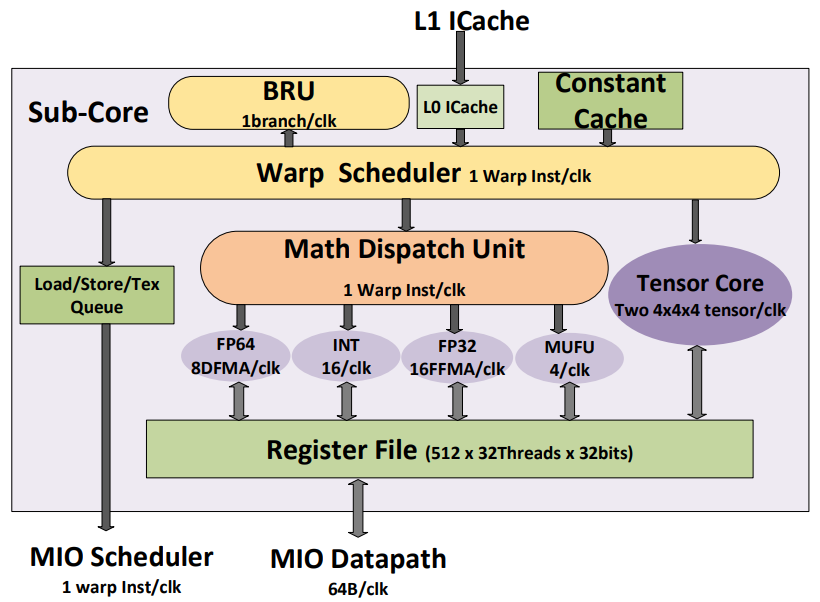 L1 ICache
Sub-Core
BRU
1branch/clk
L0 ICache
Constant
Cache
Warp Scheduler 1 Warp Inst/clk
Math Dispatch Unit
1 Warp Inst/clk
Load/Store/Tex
Queue
Tensor Core
Two 4x4x4 tensor/clk
FP64
8DFMA/clk
INT
16/clk
FP32
16FFMA/clk
MUFU
4/clk
Register File (512 x 32Threads x 32bits)
MIO Scheduler
1 warp Inst/clk
MIO Datapath
64B/clk